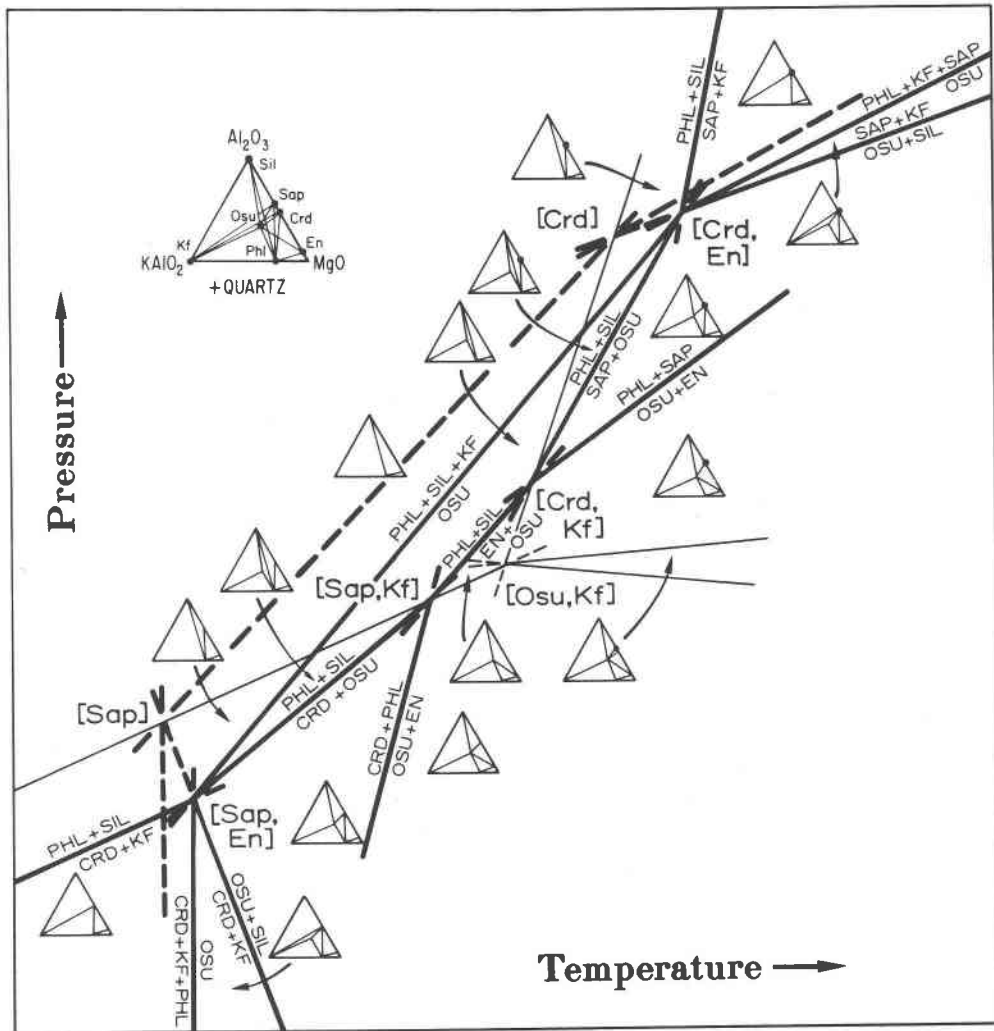 Al₂O₃
Sil
Sap
Osu
Crd
Kf
Phl
En
KAlO₂
MgO
+QUARTZ
PHL+SIL
SAP+KF
PHL+KF+SAP
OSU
SAP+KF
OSU+SIL
[Crd]
[Crd,
En]
PHL+SIL
SAP+OSU
PHL+SAP
OSU+EN
Pressure
PHL+SIL+KF
OSU
PHL+SIL
EN+
OSU
[Crd,
Kf]
[Sap,Kf]
[Osu,Kf]
PHL+SIL
CRD+OSU
CRD+PHL
OSU+EN
[Sap]
[Sap,
En]
PHL+SIL
CRD+KF
CRD+KF+PHL
OSU
OSU+SIL
CRD+KF
Temperature